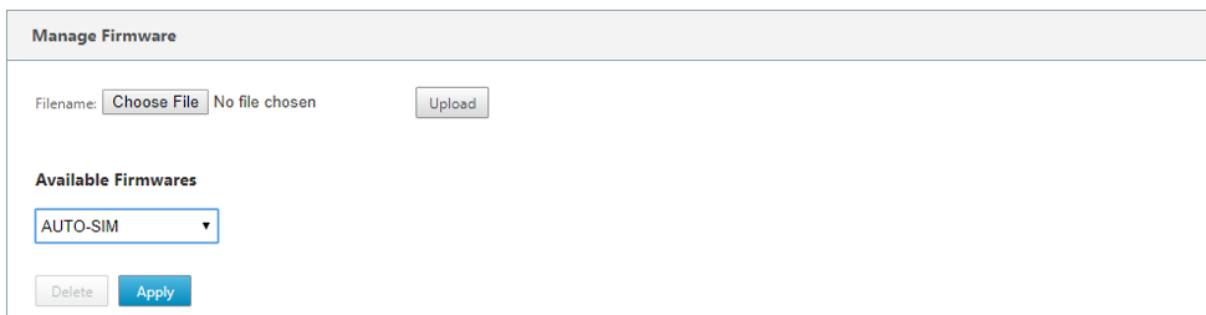 Manage Firmware
Filename: Choose File No file chosen Upload
Available Firmwares
AUTO-SIM
Delete Apply